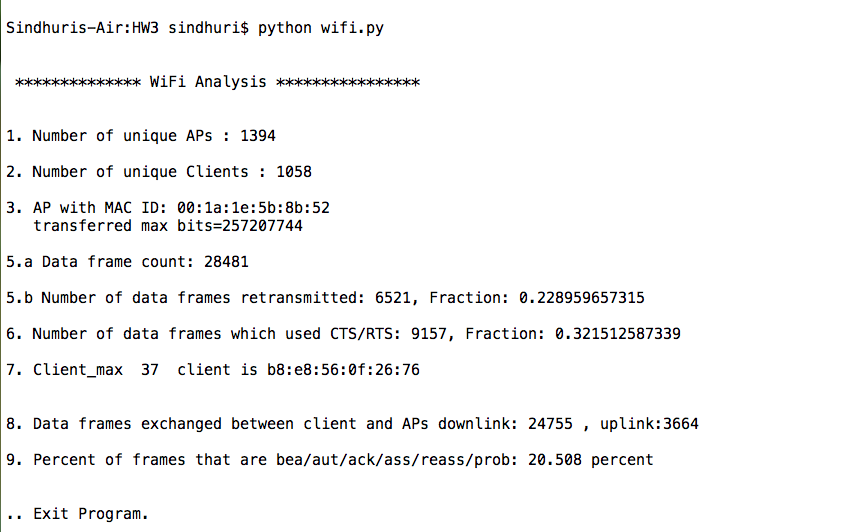 Sindhuris-Air:HW3 sindhuri$ python wifi.py
************** WiFi Analysis ****************
1. Number of unique APs : 1394
2. Number of unique Clients : 1058
3. AP with MAC ID: 00:1a:1e:5b:8b:52
transferred max bits=257207744
5.a Data frame count: 28481
5.b Number of data frames retransmitted: 6521, Fraction: 0.228959657315
6. Number of data frames which used CTS/RTS: 9157, Fraction: 0.321512587339
7. Client_max  37  client is b8:e8:56:0f:26:76
8. Data frames exchanged between client and APs downlink: 24755 , uplink:3664
9. Percent of frames that are bea/aut/ack/ass/reass/prob: 20.508 percent
.. Exit Program.